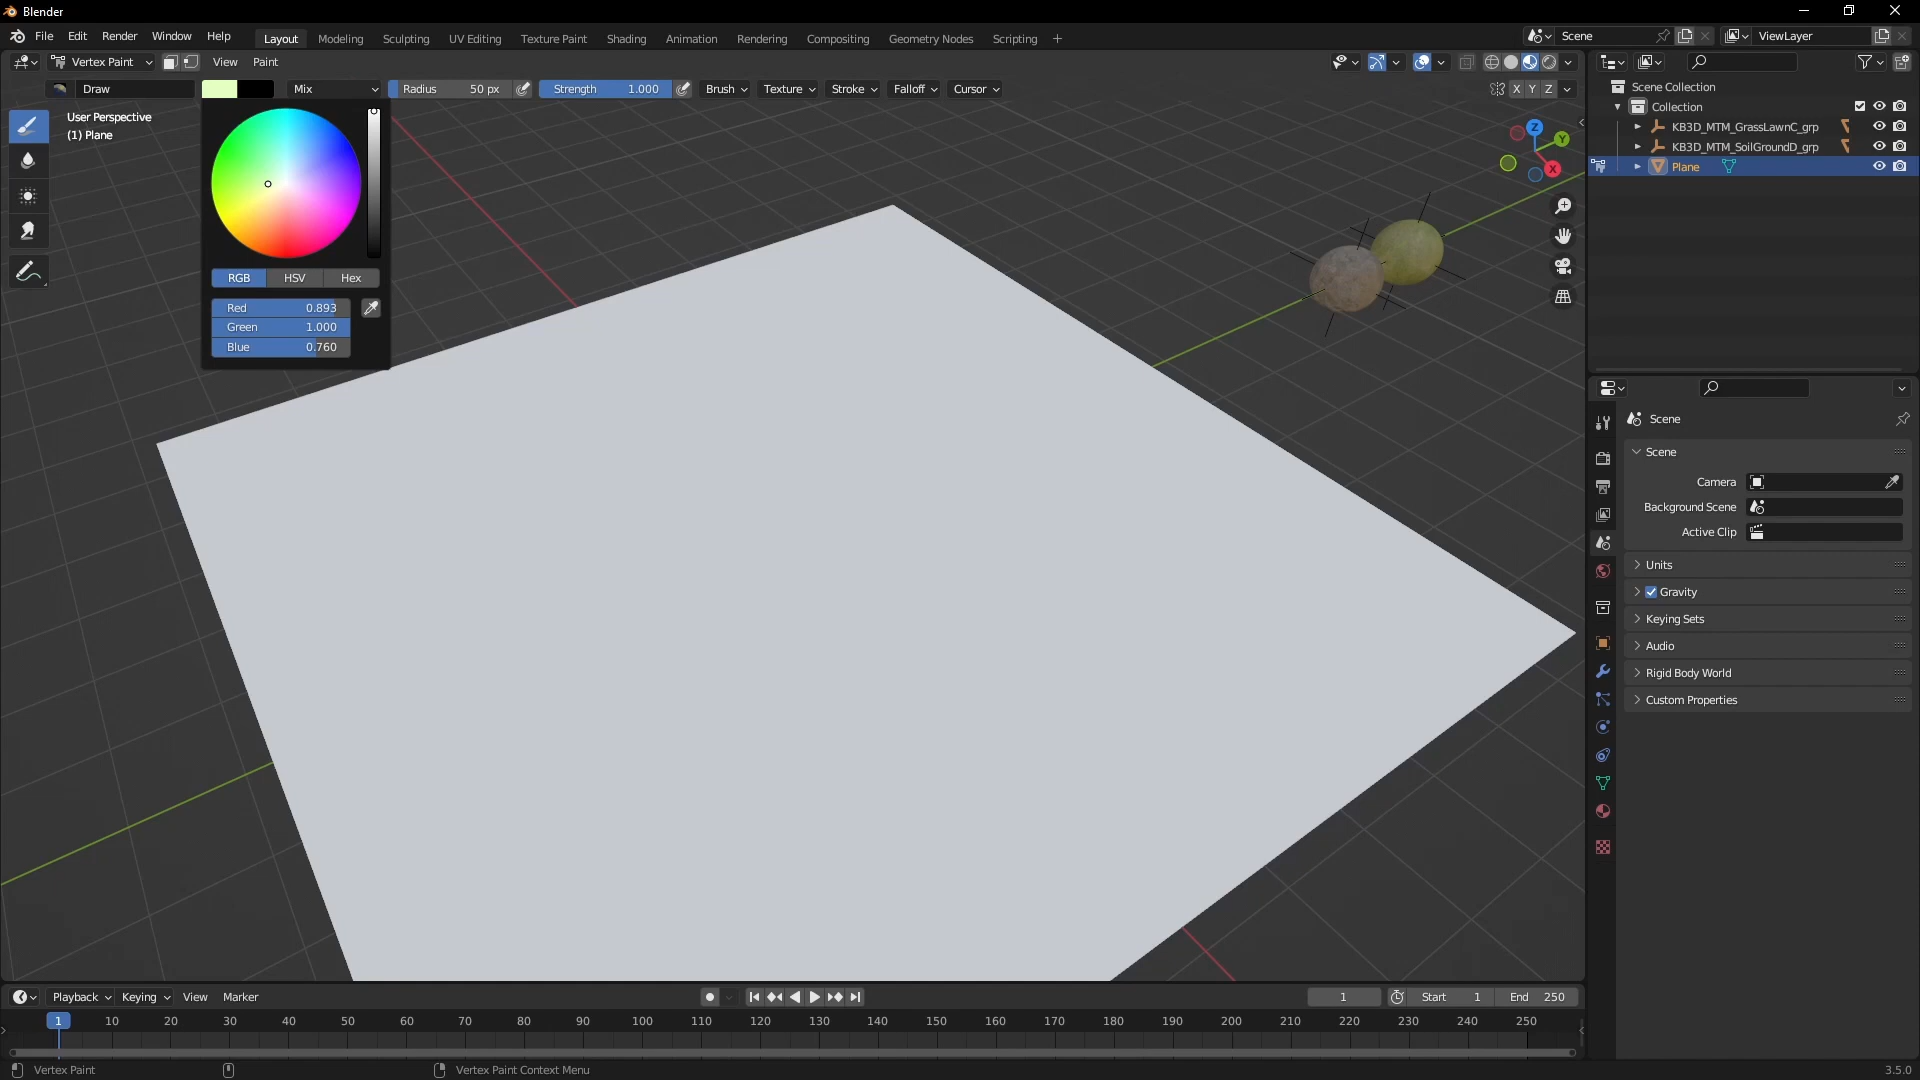 Blender
File Edit Render Window Help Layout Modeling Sculpting UV Editing Texture Paint Shading Animation Rendering Compositing Geometry Nodes Scripting + Scene ViewLayer
Vertex Paint View Paint
Draw Mix Radius 50 px Strength 1.000 Brush Texture Stroke Falloff Cursor X Y Z
User Perspective
(1) Plane
Z
Y
X
RGB HSV Hex
Red 0.893
Green 1.000
Blue 0.760
Scene Collection
Collection
KB3D_MTM_GrassLawnC_grp
KB3D_MTM_SoilGroundD_grp
Plane
Scene
Scene
Camera
Background Scene
Active Clip
Units
Gravity
Keying Sets
Audio
Rigid Body World
Custom Properties
Playback Keying View Marker 1 Start 1 End 250
1 10 20 30 40 50 60 70 80 90 100 110 120 130 140 150 160 170 180 190 200 210 220 230 240 250
Vertex Paint Vertex Paint Context Menu 3.5.0